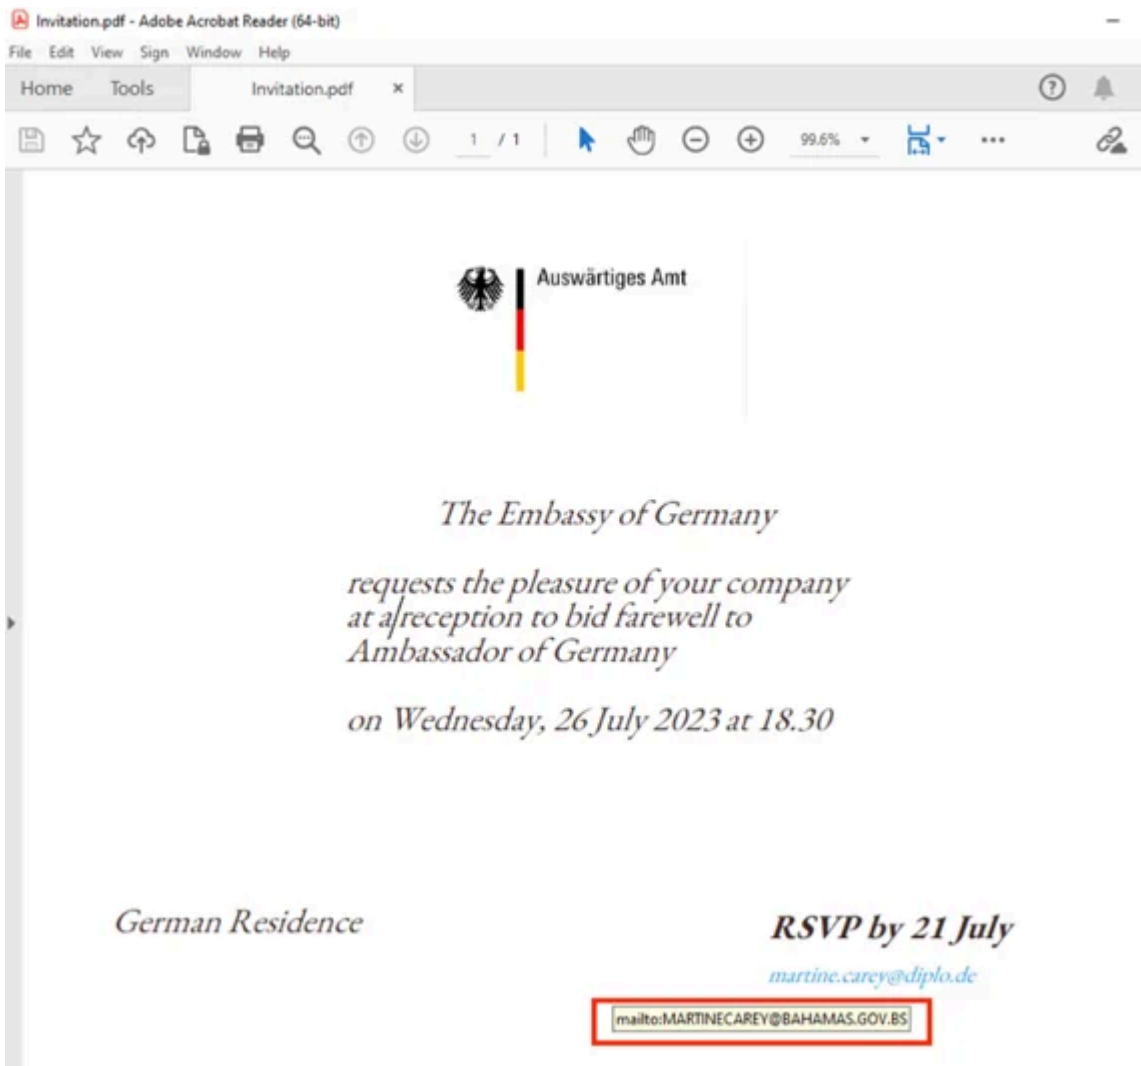 Invitation.pdf - Adobe Acrobat Reader (64-bit)
File Edit View Sign Window Help
Home Tools Invitation.pdf ×
1 / 1 99.6%
Auswärtiges Amt
The Embassy of Germany
requests the pleasure of your company
at a reception to bid farewell to
Ambassador of Germany
on Wednesday, 26 July 2023 at 18.30
German Residence
RSVP by 21 July
martine.carey@diplo.de
mailto:MARTINECAREY@BAHAMAS.GOV.BS